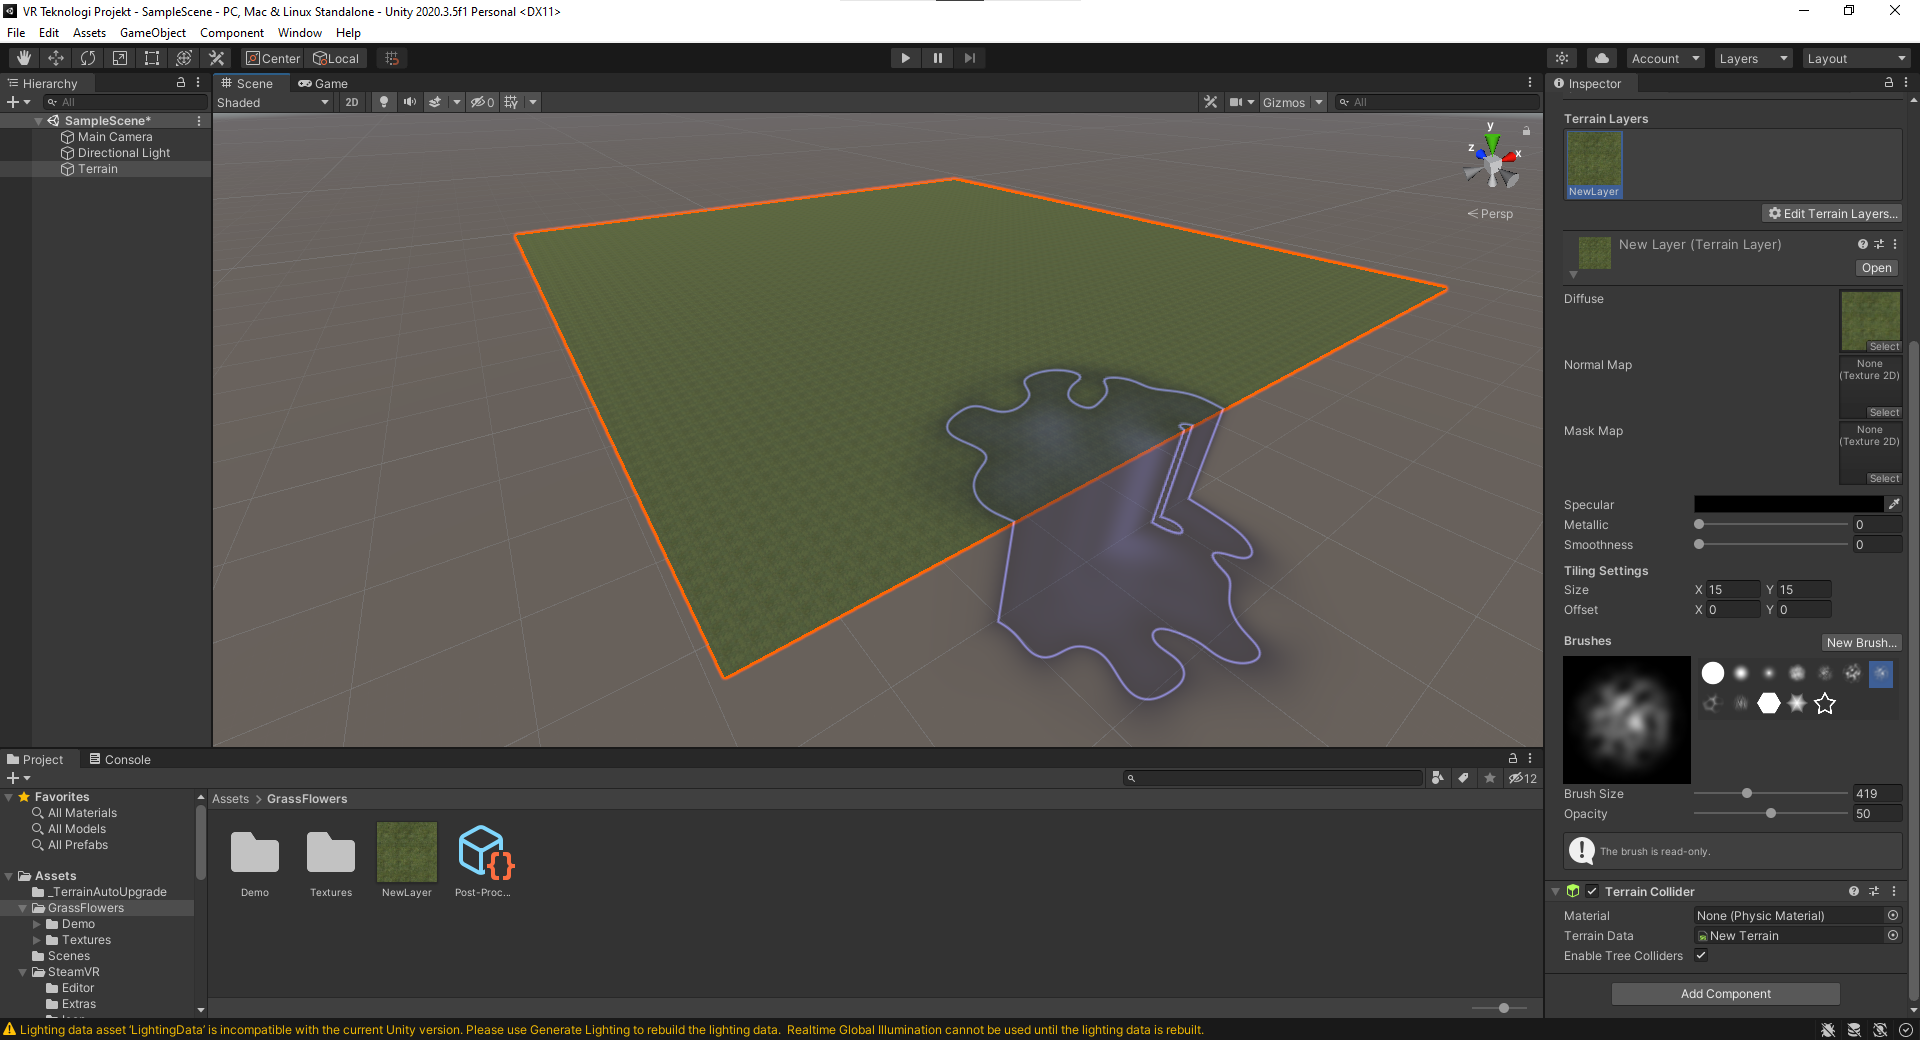 VR Teknologi Projekt - SampleScene - PC, Mac & Linux Standalone - Unity 2020.3.5f1 Personal <DX11>
File Edit Assets GameObject Component Window Help
Center Local
Account Layers Layout
Hierarchy
All
SampleScene*
Main Camera
Directional Light
Terrain
Scene Game
Shaded 2D 0 Gizmos All
y
z x
Persp
Inspector
Terrain Layers
NewLayer
Edit Terrain Layers...
New Layer (Terrain Layer)
Open
Diffuse
Select
Normal Map
None
(Texture 2D)
Select
Mask Map
None
(Texture 2D)
Select
Specular
Metallic 0
Smoothness 0
Tiling Settings
Size X 15 Y 15
Offset X 0 Y 0
Brushes New Brush...
Brush Size 419
Opacity 50
The brush is read-only.
Terrain Collider
Material None (Physic Material)
Terrain Data New Terrain
Enable Tree Colliders
Add Component
Project Console
12
Favorites
All Materials
All Models
All Prefabs
Assets
_TerrainAutoUpgrade
GrassFlowers
Demo
Textures
Scenes
SteamVR
Editor
Extras
Assets > GrassFlowers
Demo Textures NewLayer Post-Proc...
Lighting data asset 'LightingData' is incompatible with the current Unity version. Please use Generate Lighting to rebuild the lighting data. Realtime Global Illumination cannot be used until the lighting data is rebuilt.